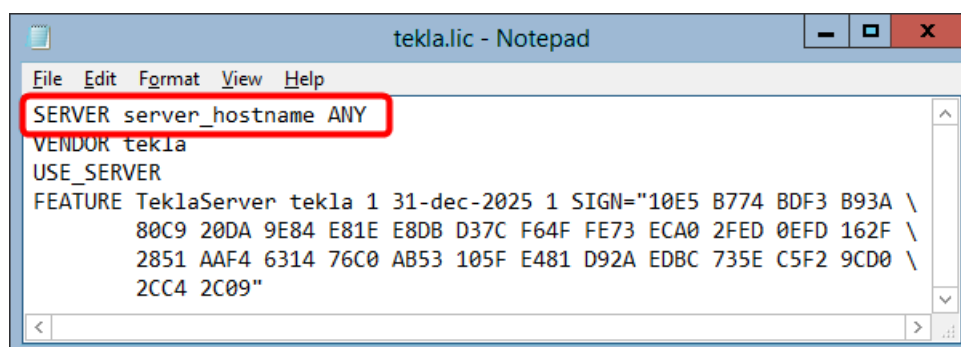 tekla.lic - Notepad
File Edit Format View Help
SERVER server_hostname ANY
VENDOR tekla
USE_SERVER
FEATURE TeklaServer tekla 1 31-dec-2025 1 SIGN="10E5 B774 BDF3 B93A \
80C9 20DA 9E84 E81E E8DB D37C F64F FE73 ECA0 2FED 0EFD 162F \
2851 AAF4 6314 76C0 AB53 105F E481 D92A EDBC 735E C5F2 9CD0 \
2CC4 2C09"